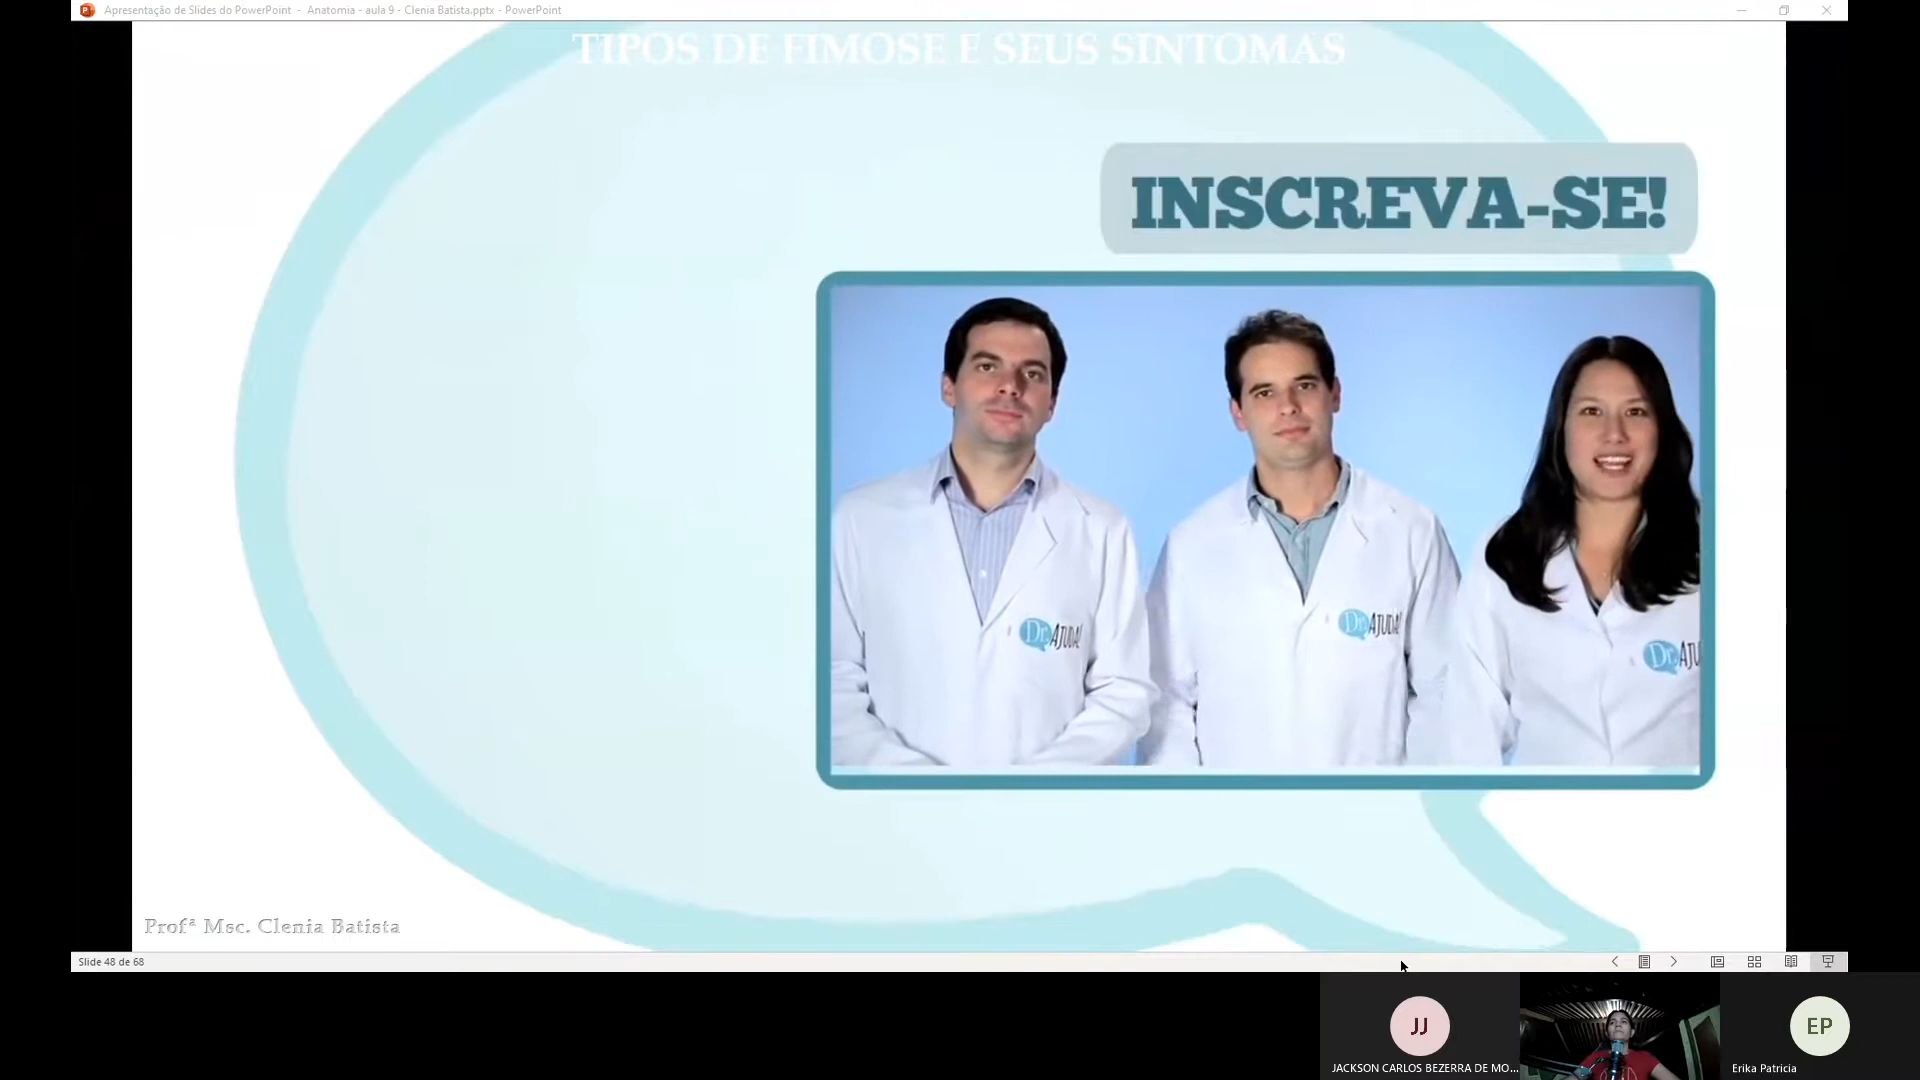 Apresentação de Slides do PowerPoint - Anatomia - aula 9 - Clenia Batista.pptx - PowerPoint
TIPOS DE FIMOSE E SEUS SINTOMAS
INSCREVA-SE!
Dr. AJUDA!
Dr. AJUDA!
Dr. AJU
Profª Msc. Clenia Batista
Slide 48 de 68
JJ
EP
JACKSON CARLOS BEZERRA DE MO...
Erika Patricia